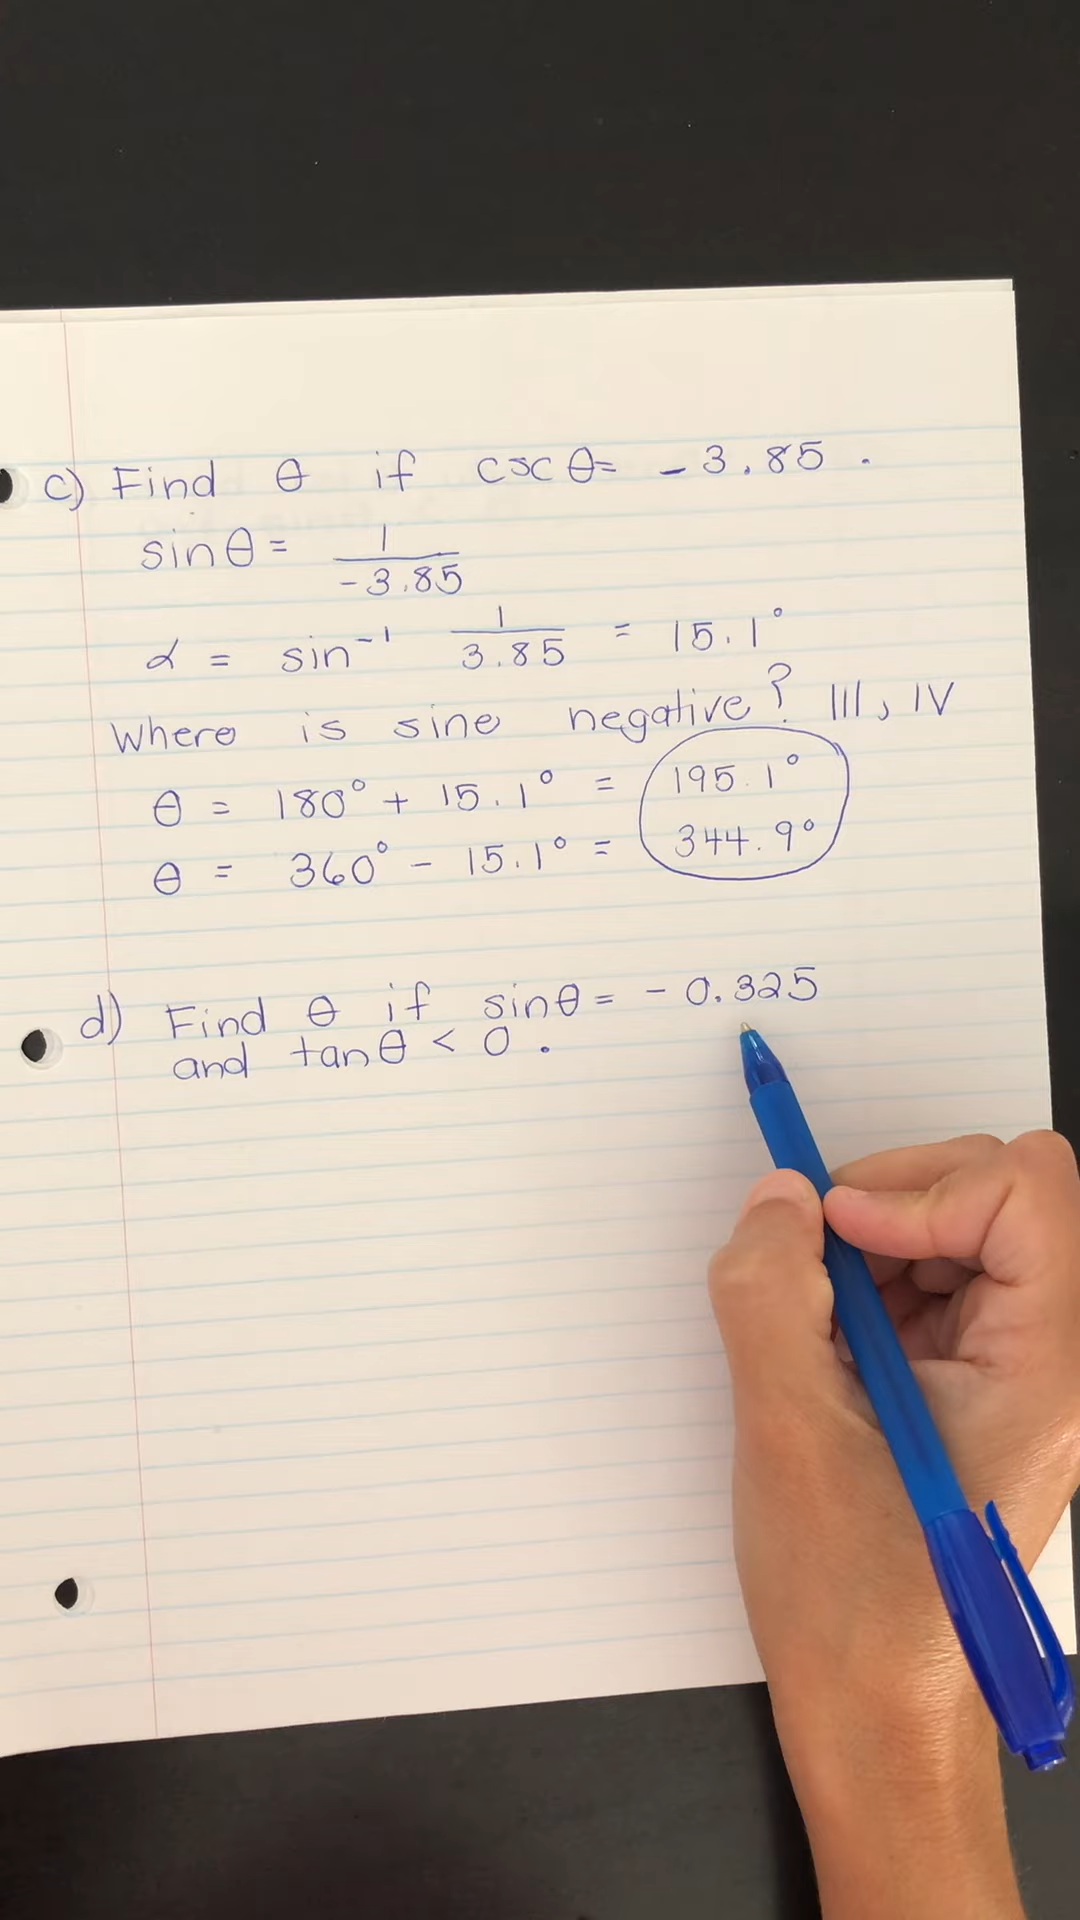 c) Find θ if csc θ = -3.85.
sin θ = 1/-3.85
α = sin⁻¹ 1/3.85 = 15.1°
Where is sine negative? III, IV
θ = 180° + 15.1° = 195.1°
θ = 360° - 15.1° = 344.9°
d) Find θ if sin θ = -0.325
and tan θ < 0.